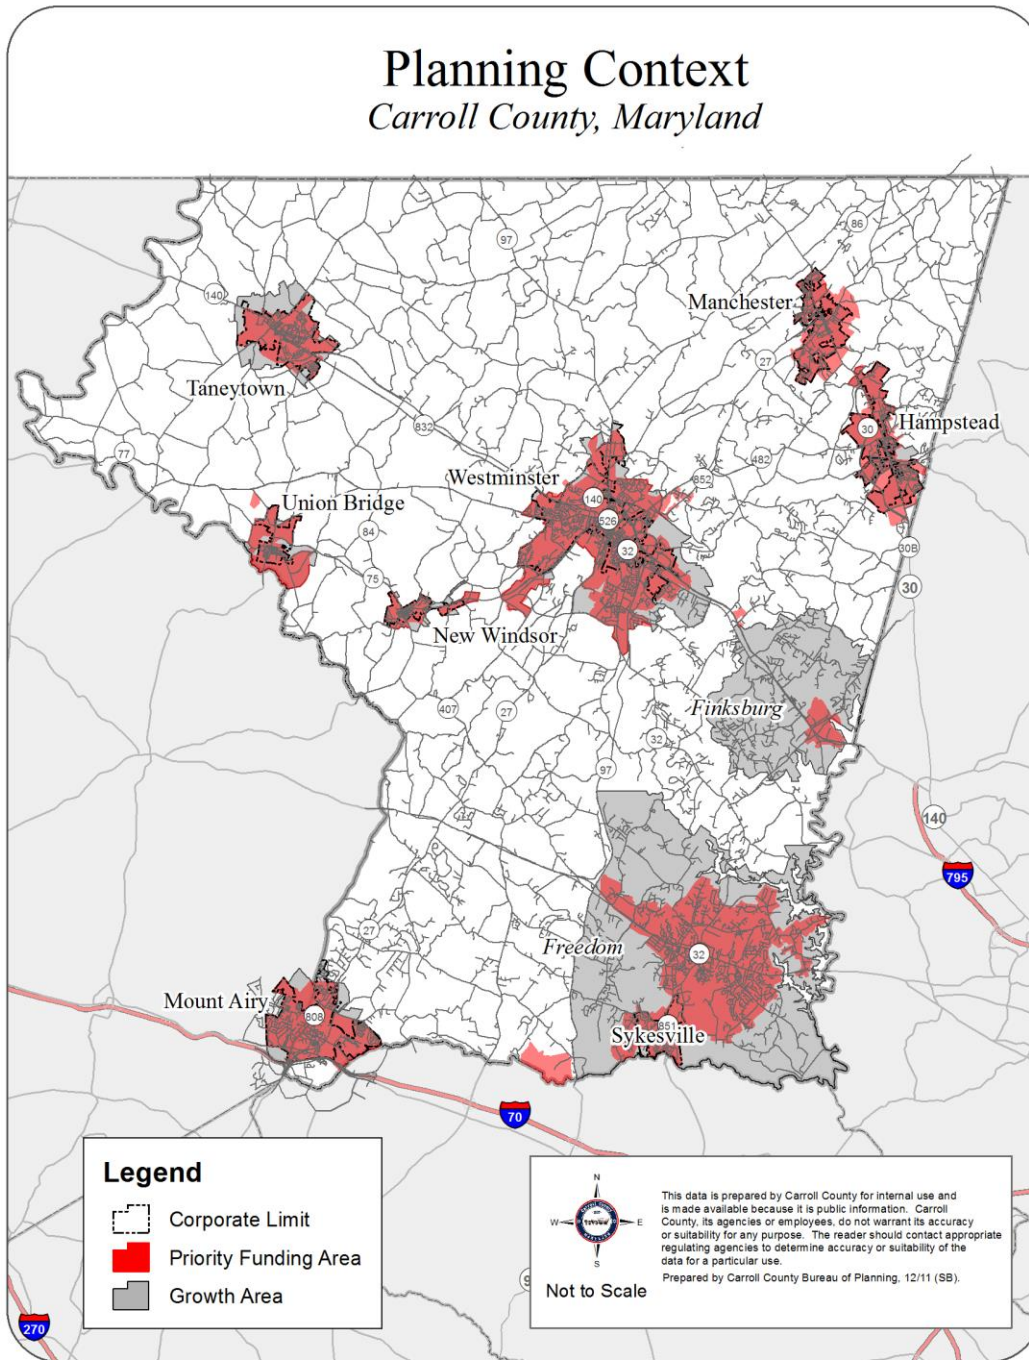 Planning Context
Carroll County, Maryland
97
86
140
Manchester
27
Taneytown
30
Hampstead
832
77
Westminster
482
852
140
Union Bridge
526
84
32
30B
75
30
New Windsor
Finksburg
407
27
32
97
140
795
27
Freedom
32
Mount Airy
808
851
Sykesville
70
Legend
Corporate Limit
Priority Funding Area
Growth Area
270
N
W
E
S
Not to Scale
This data is prepared by Carroll County for internal use and
is made available because it is public information. Carroll
County, its agencies or employees, do not warrant its accuracy
or suitability for any purpose. The reader should contact appropriate
regulating agencies to determine accuracy or suitability of the
data for a particular use.
Prepared by Carroll County Bureau of Planning, 12/11 (SB).